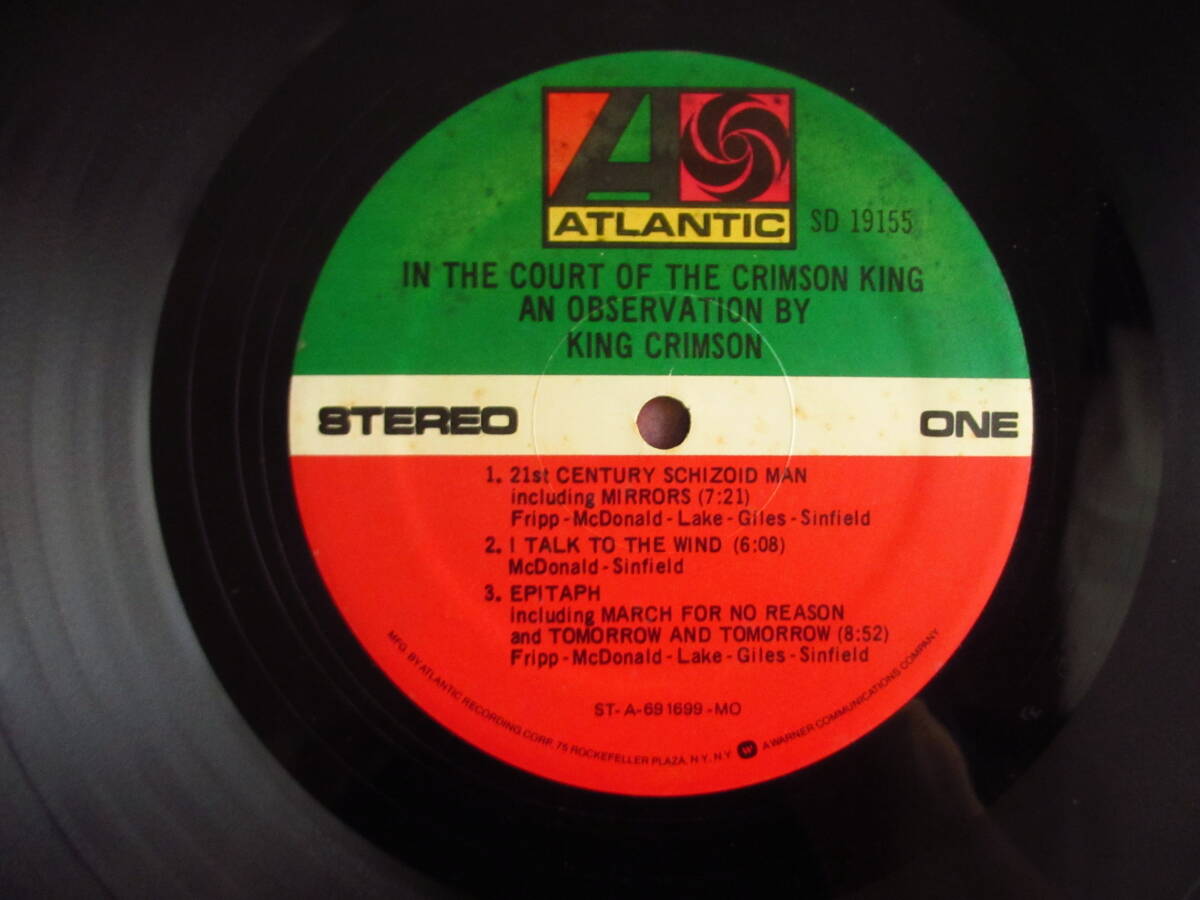 A
ATLANTIC
SD 19155
IN THE COURT OF THE CRIMSON KING
AN OBSERVATION BY
KING CRIMSON
STEREO
ONE
1. 21st CENTURY SCHIZOID MAN
including MIRRORS (7:21)
Fripp-McDonald-Lake-Giles-Sinfield
2. I TALK TO THE WIND (6:08)
McDonald-Sinfield
3. EPITAPH
including MARCH FOR NO REASON
and TOMORROW AND TOMORROW (8:52)
Fripp-McDonald-Lake-Giles-Sinfield
ST-A-691699-MO
MFG. BY ATLANTIC RECORDING CORP. 75 ROCKEFELLER PLAZA, N.Y. N.Y. W A WARNER COMMUNICATIONS COMPANY